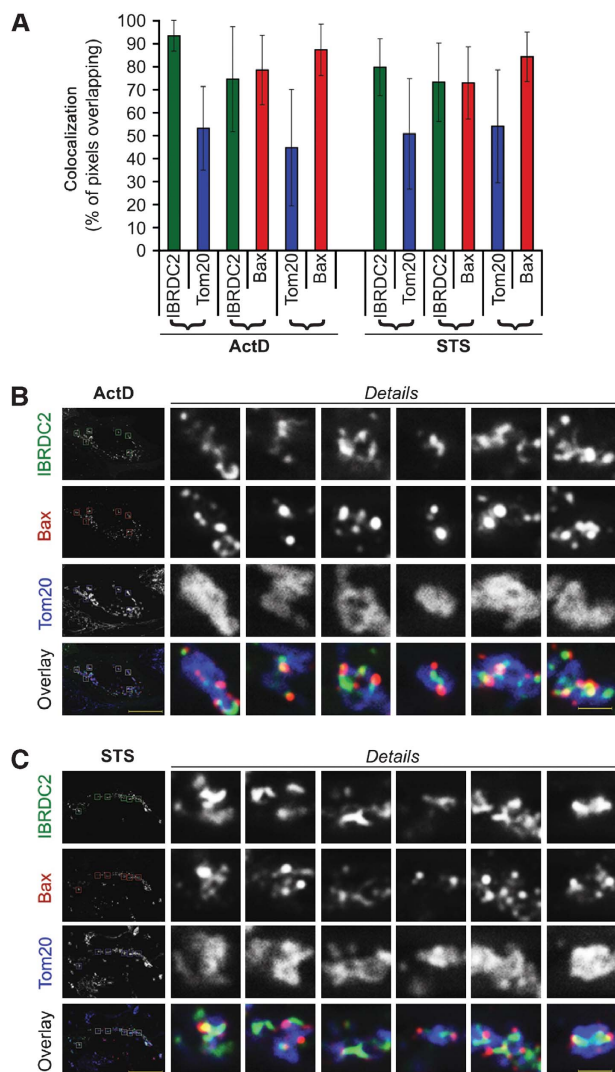 A
Colocalization
(% of pixels overlapping)
100
90
80
70
60
50
40
30
20
10
0
IBRDC2
Tom20
IBRDC2
Bax
Tom20
Bax
IBRDC2
Tom20
IBRDC2
Bax
Tom20
Bax
ActD
STS
B
ActD
Details
IBRDC2
Bax
Tom20
Overlay
C
STS
Details
IBRDC2
Bax
Tom20
Overlay